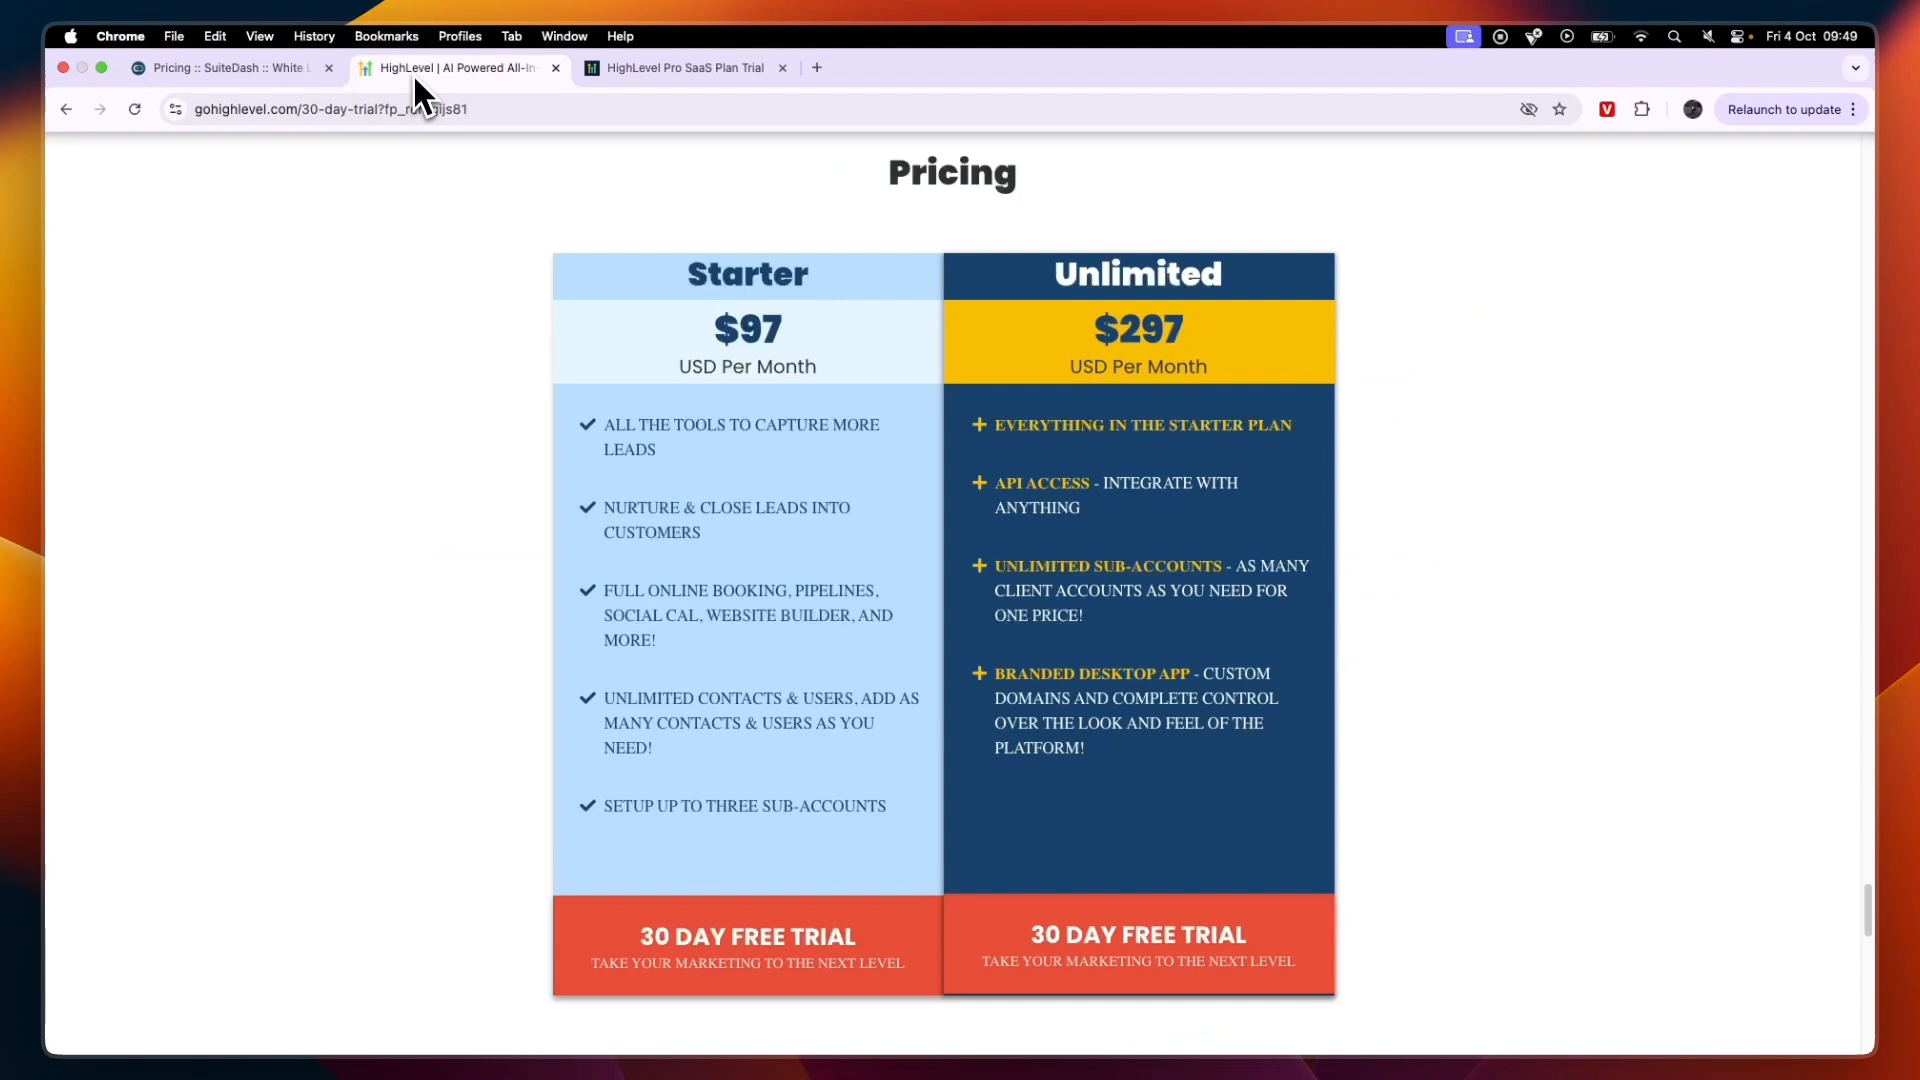 Chrome File Edit View History Bookmarks Profiles Tab Window Help Fri 4 Oct 09:49
Pricing :: SuiteDash :: White L HighLevel | AI Powered All-In- HighLevel Pro SaaS Plan Trial
gohighlevel.com/30-day-trial?fp_ Relaunch to update
Pricing
Starter
$97
USD Per Month
ALL THE TOOLS TO CAPTURE MORE
LEADS
NURTURE & CLOSE LEADS INTO
CUSTOMERS
FULL ONLINE BOOKING, PIPELINES,
SOCIAL CAL, WEBSITE BUILDER, AND
MORE!
UNLIMITED CONTACTS & USERS, ADD AS
MANY CONTACTS & USERS AS YOU
NEED!
SETUP UP TO THREE SUB-ACCOUNTS
30 DAY FREE TRIAL
TAKE YOUR MARKETING TO THE NEXT LEVEL
Unlimited
$297
USD Per Month
EVERYTHING IN THE STARTER PLAN
API ACCESS - INTEGRATE WITH
ANYTHING
UNLIMITED SUB-ACCOUNTS - AS MANY
CLIENT ACCOUNTS AS YOU NEED FOR
ONE PRICE!
BRANDED DESKTOP APP - CUSTOM
DOMAINS AND COMPLETE CONTROL
OVER THE LOOK AND FEEL OF THE
PLATFORM!
30 DAY FREE TRIAL
TAKE YOUR MARKETING TO THE NEXT LEVEL